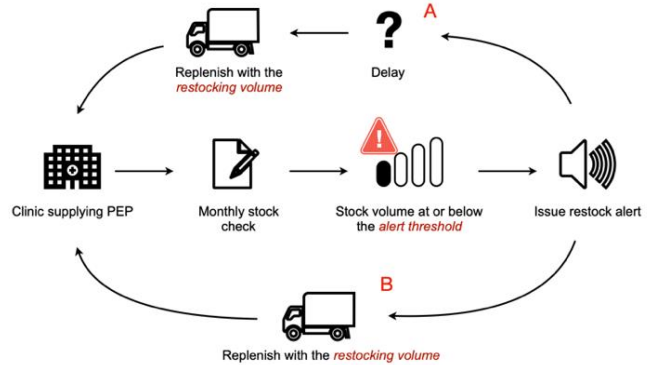 A
?
Replenish with the
restocking volume
Delay
!
Clinic supplying PEP
Monthly stock
check
Stock volume at or below
the alert threshold
Issue restock alert
B
Replenish with the restocking volume